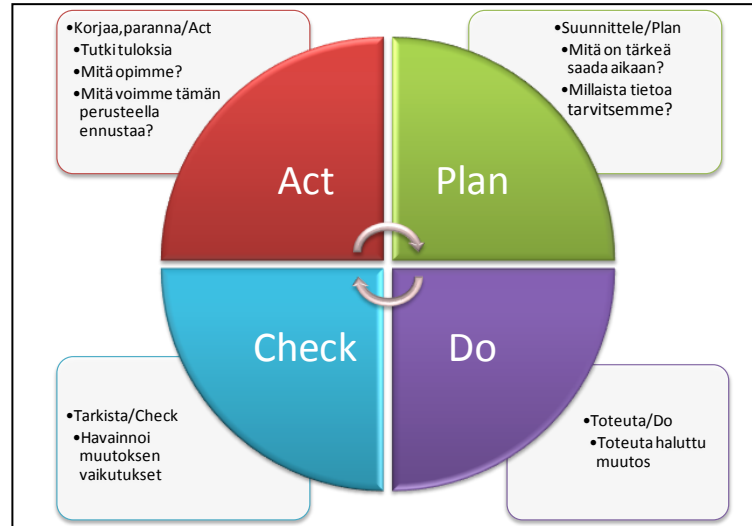 •Korjaa,paranna/Act
•Tutki tuloksia
•Mitä opimme?
•Mitä voimme tämän
perusteella
ennustaa?
•Suunnittele/Plan
•Mitä on tärkeä
saada aikaan?
•Millaista tietoa
tarvitsemme?
Act
Plan
Check
Do
•Tarkista/Check
•Havainnoi
muutoksen
vaikutukset
•Toteuta/Do
•Toteuta haluttu
muutos